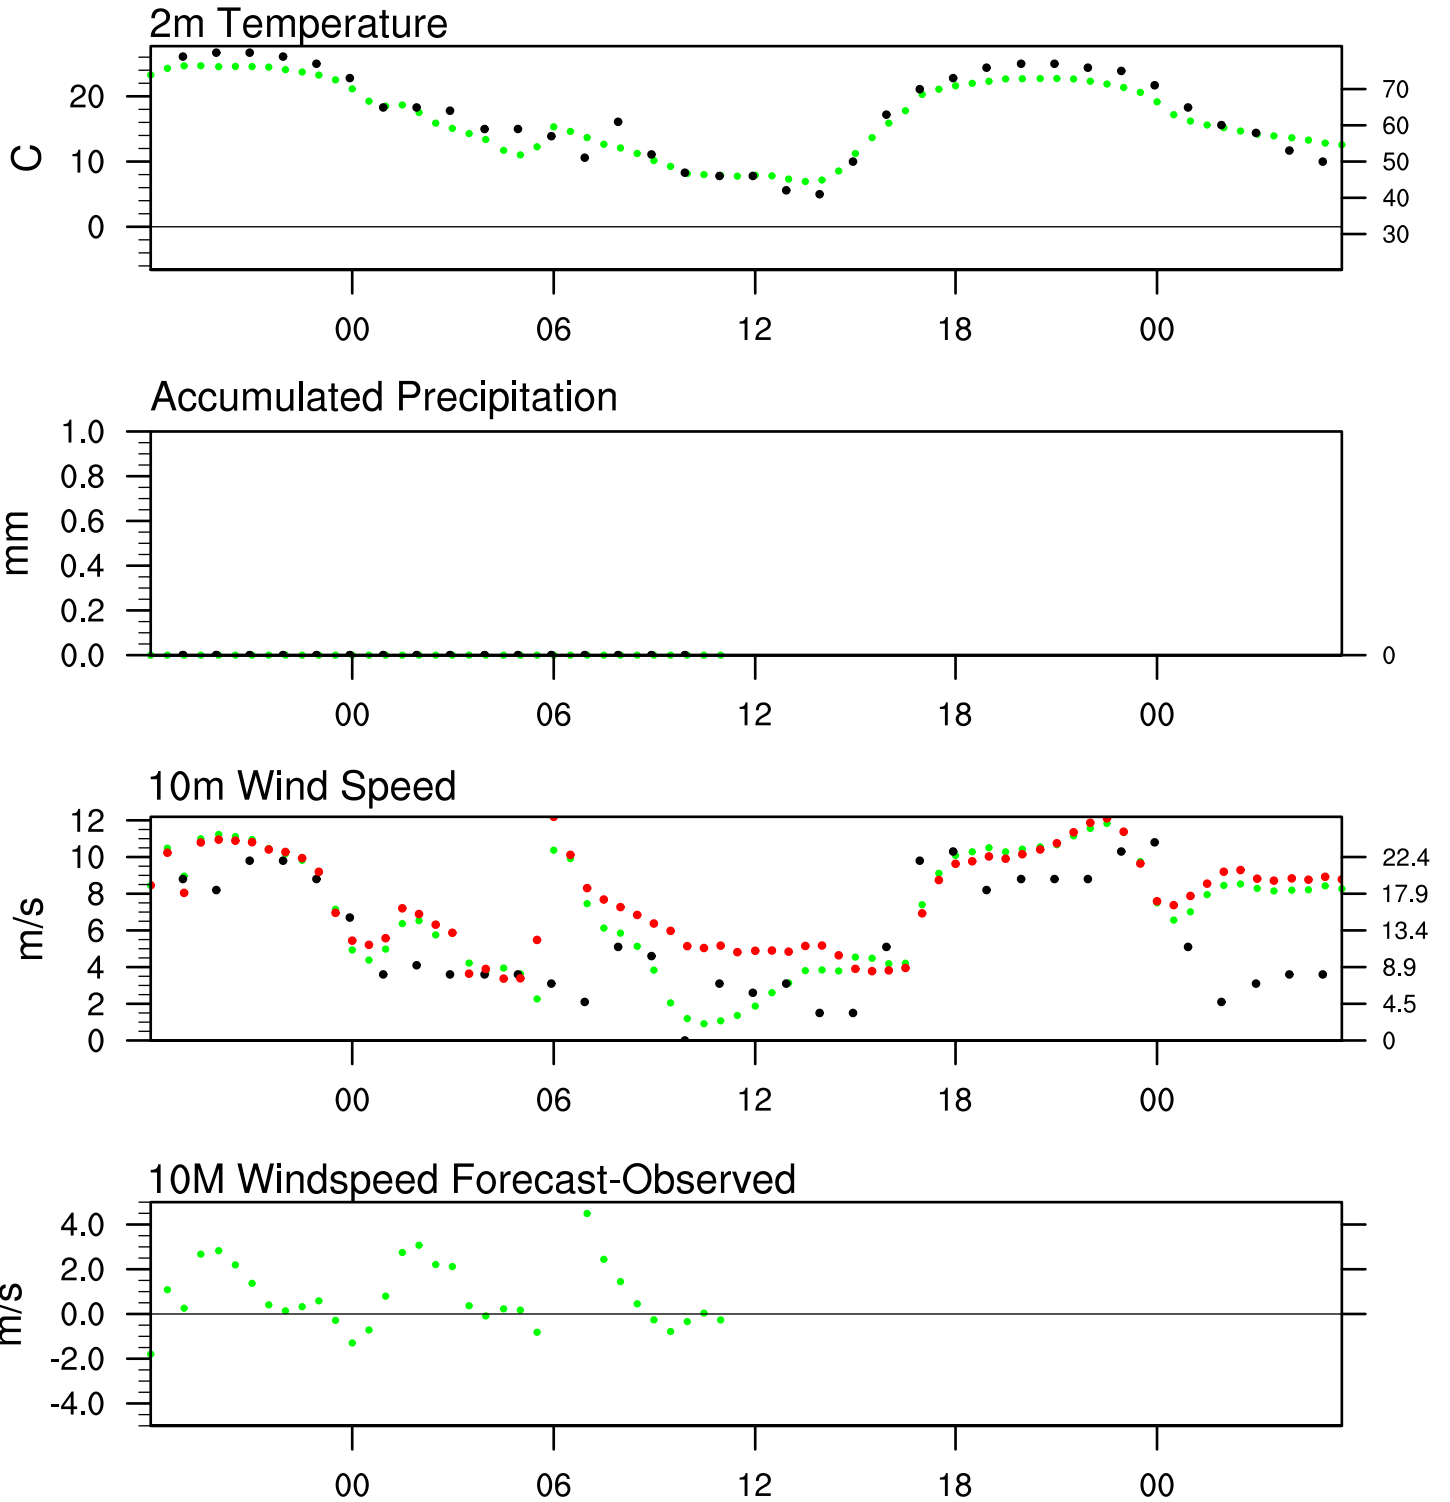 2m Temperature
C
20
10
0
70
60
50
40
30
00 06 12 18 00
Accumulated Precipitation
mm
1.0
0.8
0.6
0.4
0.2
0.0
0
00 06 12 18 00
10m Wind Speed
m/s
12
10
8
6
4
2
0
22.4
17.9
13.4
8.9
4.5
0
00 06 12 18 00
10M Windspeed Forecast-Observed
m/s
4.0
2.0
0.0
-2.0
-4.0
00 06 12 18 00